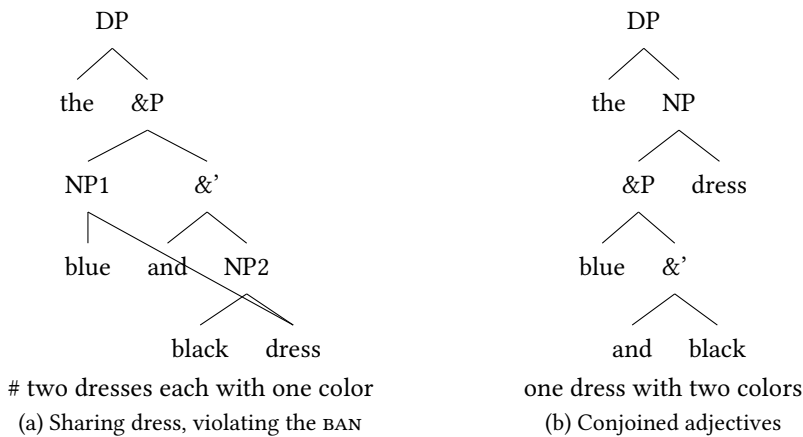 DP DP
the &P the NP
NP1 &’ &P dress
blue and NP2 blue &’
black dress and black
# two dresses each with one color one dress with two colors
(a) Sharing dress, violating the BAN (b) Conjoined adjectives